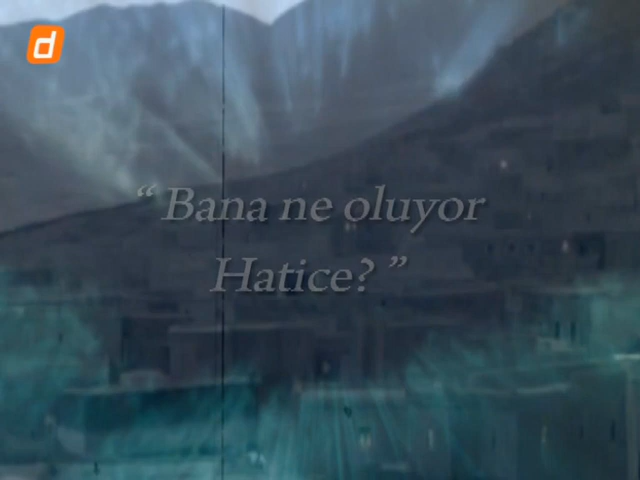 d
“ Bana ne oluyor
Hatice? ”